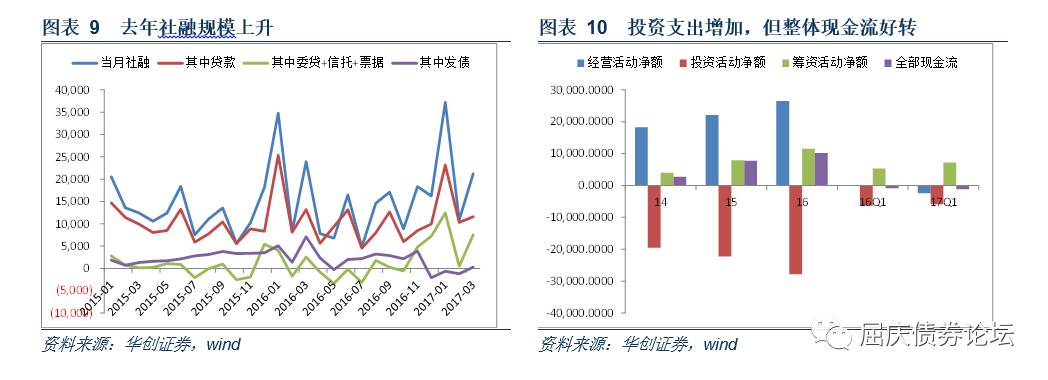 图表 9 去年社融规模上升
当月社融 其中贷款 其中委贷+信托+票据 其中发债
40,000
35,000
30,000
25,000
20,000
15,000
10,000
5,000
0
(5,000)
(10,000)
2015-01 2015-03 2015-05 2015-07 2015-09 2015-11 2016-01 2016-03 2016-05 2016-07 2016-09 2016-11 2017-01 2017-03
资料来源：华创证券，wind
图表 10 投资支出增加，但整体现金流好转
经营活动净额 投资活动净额 筹资活动净额 全部现金流
30,000.0000
20,000.0000
10,000.0000
0.0000
-10,000.0000
-20,000.0000
-30,000.0000
-40,000.0000
14 15 16 16Q1 17Q1
资料来源：华创证券，wind
屈庆债券论坛